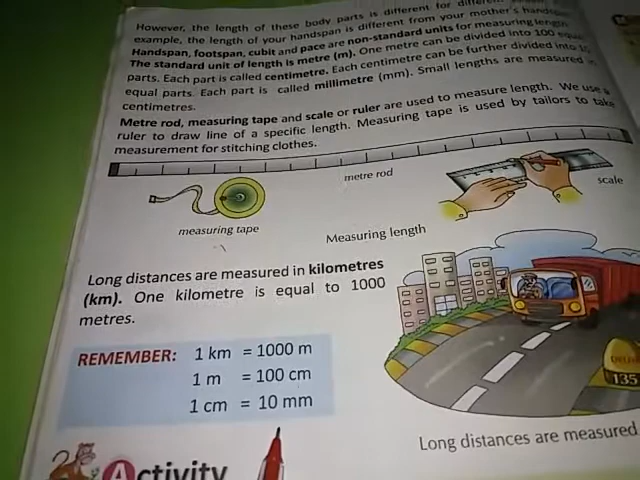 However, the length of these body parts is different for
example, the length of your handspan is different from your mother's
Handspan, footspan, cubit and pace are non-standard units for measuring length.
The standard unit of length is metre (m). One metre can be divided into 100
parts. Each part is called centimetre. Each centimetre can be further divided into
equal parts. Each part is called millimetre (mm). Small lengths are measured
centimetres.
Metre rod, measuring tape and scale or ruler are used to measure length. We use
ruler to draw line of a specific length. Measuring tape is used by tailors to take
measurement for stitching clothes.
metre rod
scale
measuring tape
Measuring length
Long distances are measured in kilometres
(km). One kilometre is equal to 1000
metres.
REMEMBER: 1 km = 1000 m
1 m = 100 cm
1 cm = 10 mm
135
Long distances are measured
Activity